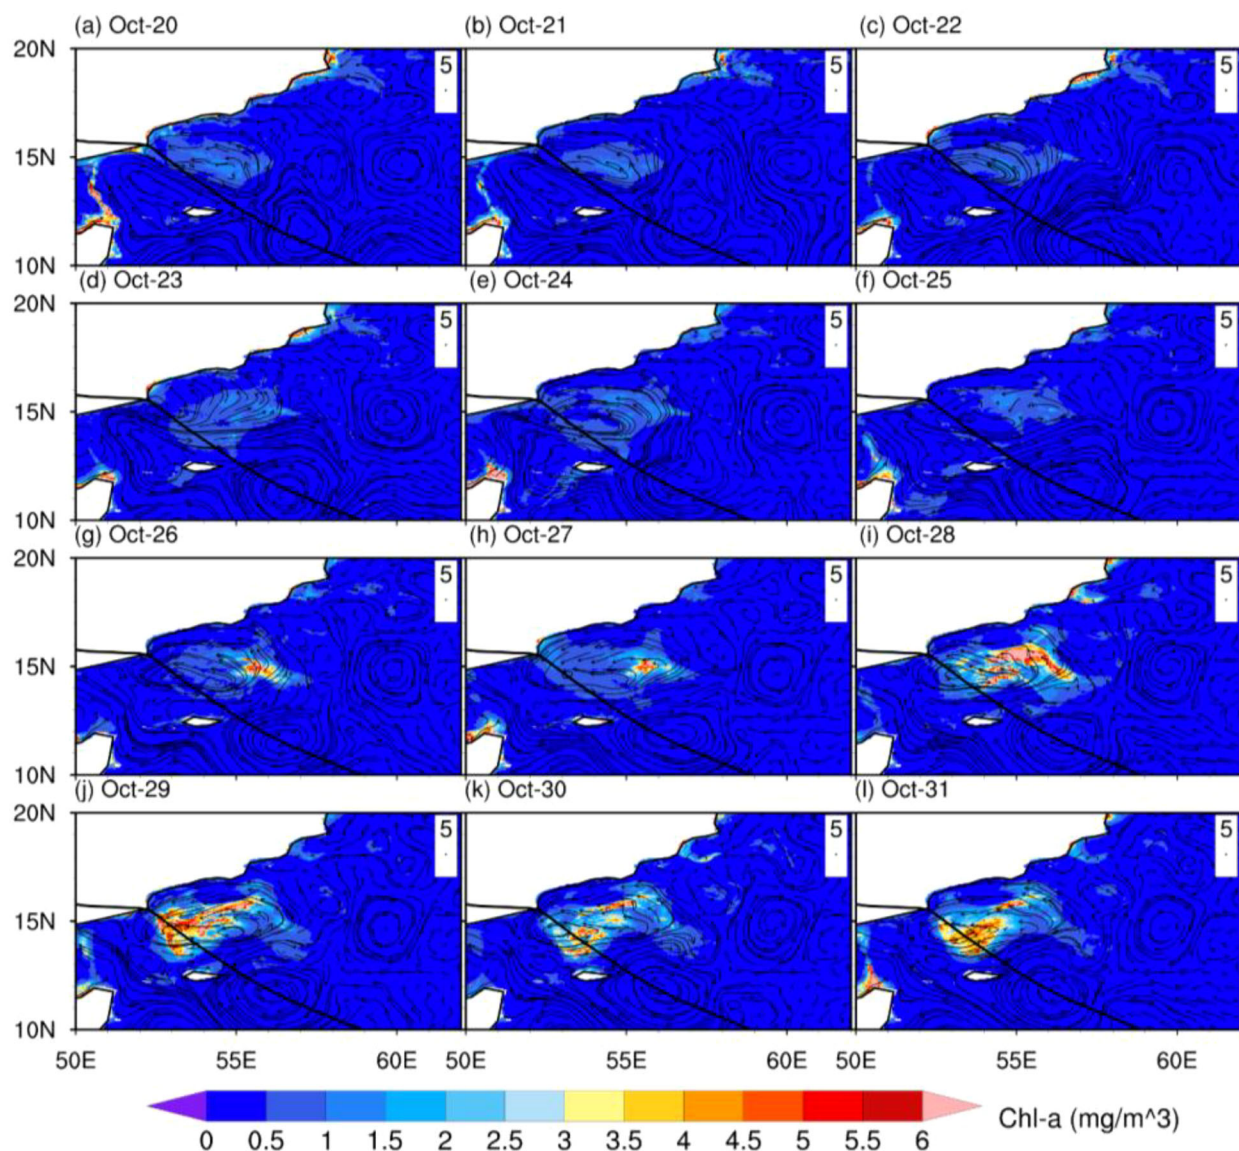 (a) Oct-20 (b) Oct-21 (c) Oct-22
20N 5 5 5
15N
10N
(d) Oct-23 (e) Oct-24 (f) Oct-25
20N 5 5 5
15N
10N
(g) Oct-26 (h) Oct-27 (i) Oct-28
20N 5 5 5
15N
10N
(j) Oct-29 (k) Oct-30 (l) Oct-31
20N 5 5 5
15N
10N
50E 55E 60E 50E 55E 60E 50E 55E 60E
0 0.5 1 1.5 2 2.5 3 3.5 4 4.5 5 5.5 6 Chl-a (mg/m^3)